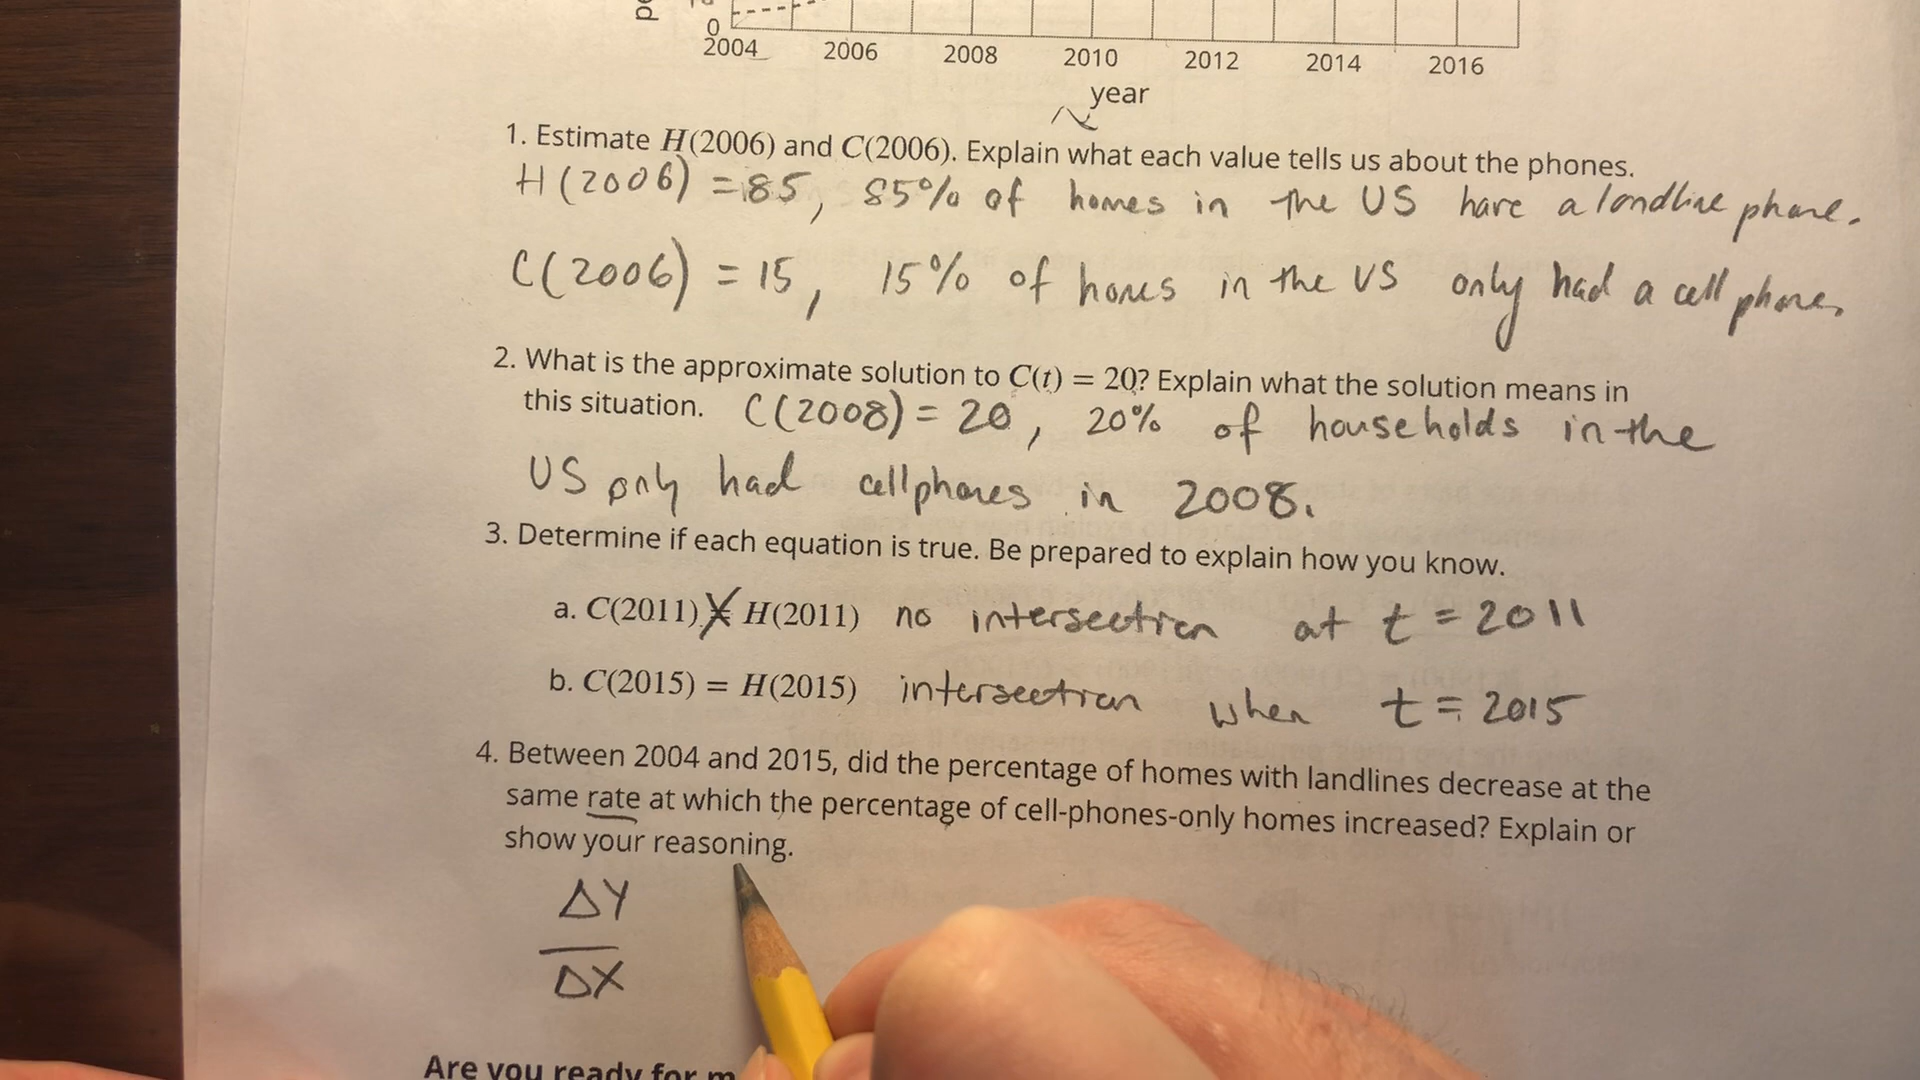 0
2004 2006 2008 2010 2012 2014 2016
year
1. Estimate H(2006) and C(2006). Explain what each value tells us about the phones.
H(2006) = 85, 85% of homes in the US have a landline phone.
C(2006) = 15, 15% of homes in the US only had a cell phone.
2. What is the approximate solution to C(t) = 20? Explain what the solution means in
this situation. C(2008) = 20, 20% of households in the
US only had cellphones in 2008.
3. Determine if each equation is true. Be prepared to explain how you know.
a. C(2011) ≠ H(2011) no intersection at t = 2011
b. C(2015) = H(2015) intersection when t = 2015
4. Between 2004 and 2015, did the percentage of homes with landlines decrease at the
same rate at which the percentage of cell-phones-only homes increased? Explain or
show your reasoning.
ΔY
ΔX
Are you ready for